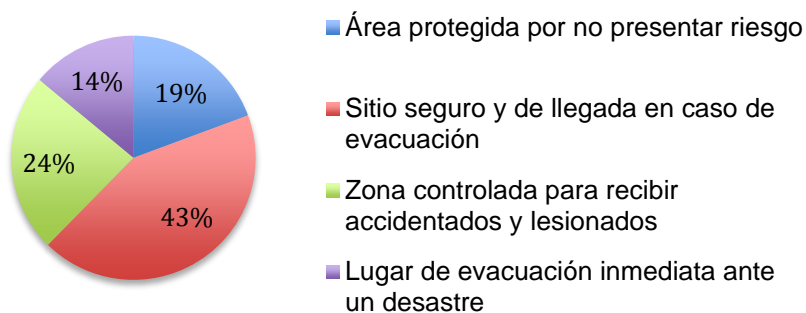 14%
19%
24%
43%
Área protegida por no presentar riesgo
Sitio seguro y de llegada en caso de
evacuación
Zona controlada para recibir
accidentados y lesionados
Lugar de evacuación inmediata ante
un desastre